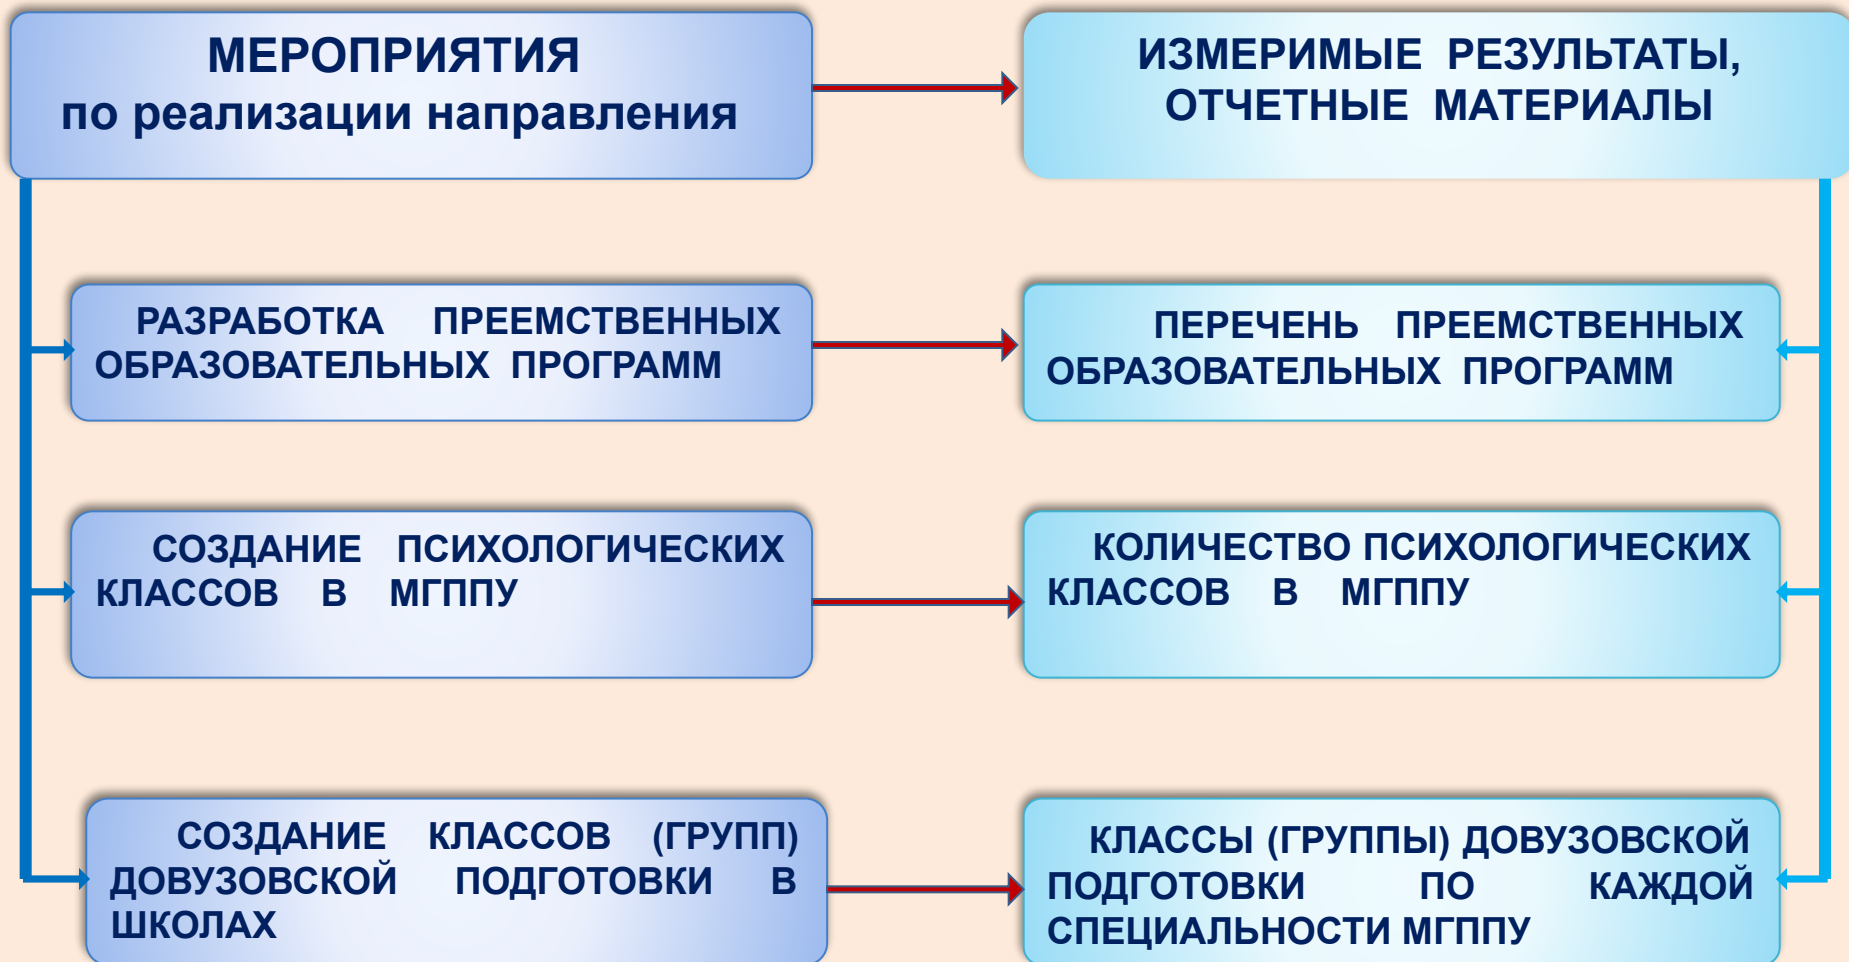 МЕРОПРИЯТИЯ
по реализации направления
ИЗМЕРИМЫЕ РЕЗУЛЬТАТЫ,
ОТЧЕТНЫЕ МАТЕРИАЛЫ
РАЗРАБОТКА ПРЕЕМСТВЕННЫХ
ОБРАЗОВАТЕЛЬНЫХ ПРОГРАММ
ПЕРЕЧЕНЬ ПРЕЕМСТВЕННЫХ
ОБРАЗОВАТЕЛЬНЫХ ПРОГРАММ
СОЗДАНИЕ ПСИХОЛОГИЧЕСКИХ
КЛАССОВ В МГППУ
КОЛИЧЕСТВО ПСИХОЛОГИЧЕСКИХ
КЛАССОВ В МГППУ
СОЗДАНИЕ КЛАССОВ (ГРУПП)
ДОВУЗОВСКОЙ ПОДГОТОВКИ В
ШКОЛАХ
КЛАССЫ (ГРУППЫ) ДОВУЗОВСКОЙ
ПОДГОТОВКИ ПО КАЖДОЙ
СПЕЦИАЛЬНОСТИ МГППУ